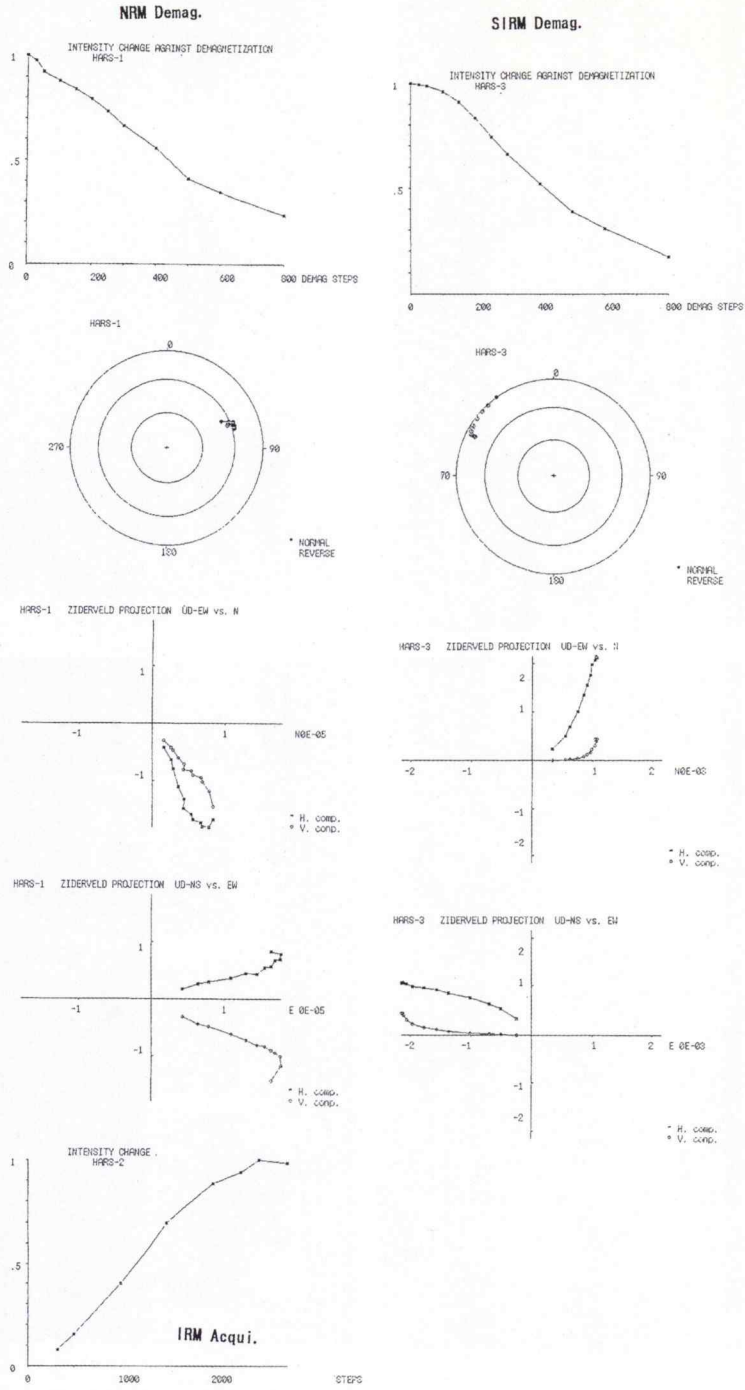 NRM Demag.
INTENSITY CHANGE AGAINST DEMAGNETIZATION
HARS-1
1
.5
0
0 200 400 600 800 DEMAG STEPS
HARS-1
0
270
90
180
* NORMAL
REVERSE
HARS-1 ZIDERVELD PROJECTION UD-EW vs. N
1
-1
1
N0E-05
-1
H. comp.
V. comp.
HARS-1 ZIDERVELD PROJECTION UD-NS vs. EW
1
-1
1
E 0E-05
-1
H. comp.
V. comp.
INTENSITY CHANGE .
HARS-2
1
.5
0
IRM Acqui.
0 1000 2000 STEPS
SIRM Demag.
INTENSITY CHANGE AGAINST DEMAGNETIZATION
HARS-3
1
.5
0 200 400 600 800 DEMAG STEPS
HARS-3
0
70
90
180
* NORMAL
REVERSE
HARS-3 ZIDERVELD PROJECTION UD-EW vs. N
2
1
-2 -1 1 2 N0E-03
-1
-2
H. comp.
V. comp.
HARS-3 ZIDERVELD PROJECTION UD-NS vs. EW
2
1
-2 -1 1 2 E 0E-03
-1
-2
H. comp.
V. comp.